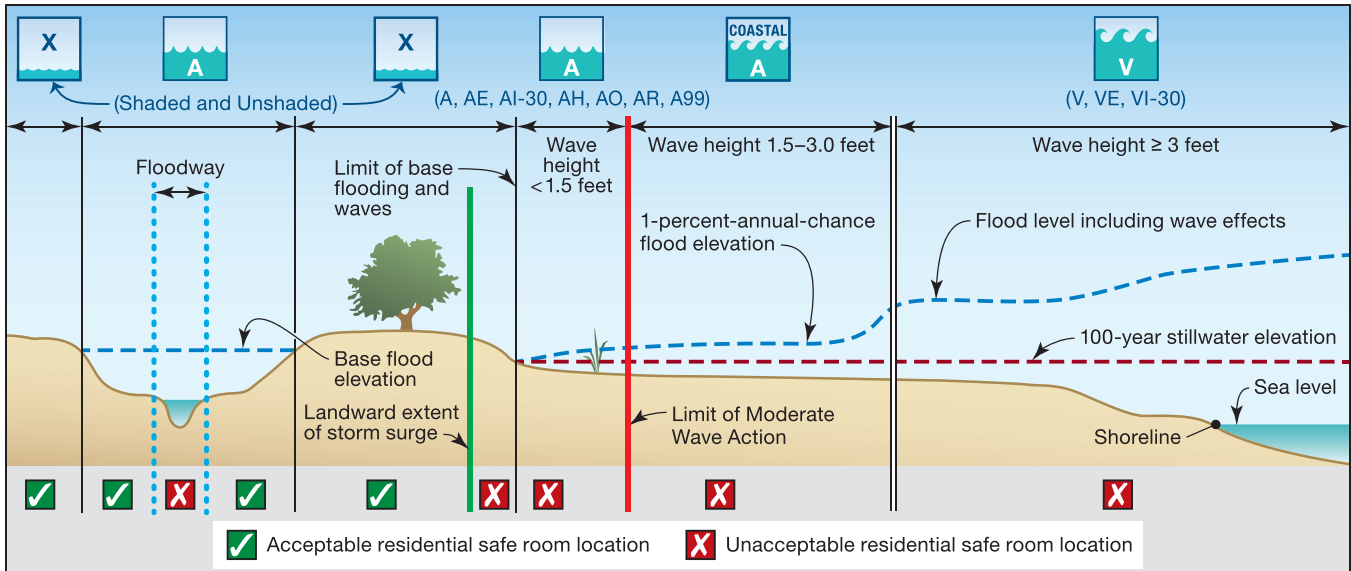 X
A
X
A
COASTAL
A
V
(Shaded and Unshaded)
(A, AE, AI-30, AH, AO, AR, A99)
(V, VE, VI-30)
Floodway
Limit of base
flooding and
waves
Wave
height
<1.5 feet
Wave height 1.5–3.0 feet
Wave height ≥ 3 feet
1-percent-annual-chance
flood elevation
Flood level including wave effects
Base flood
elevation
100-year stillwater elevation
Landward extent
of storm surge
Limit of Moderate
Wave Action
Sea level
Shoreline
Acceptable residential safe room location
Unacceptable residential safe room location